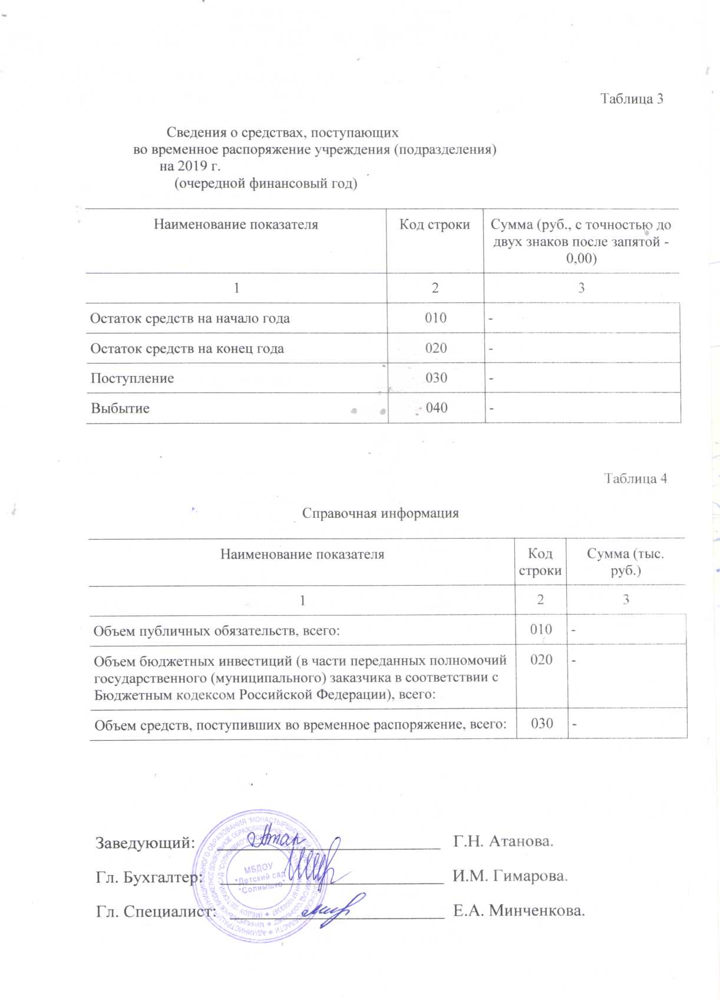 Таблица 3
Сведения о средствах, поступающих
во временное распоряжение учреждения (подразделения)
на 2019 г.
(очередной финансовый год)
Наименование показателя Код строки Сумма (руб., с точностью до
двух знаков после запятой -
0,00)
1 2 3
Остаток средств на начало года 010 -
Остаток средств на конец года 020 -
Поступление 030 -
Выбытие 040 -
Таблица 4
Справочная информация
Наименование показателя Код Сумма (тыс.
строки руб.)
1 2 3
Объем публичных обязательств, всего: 010 -
Объем бюджетных инвестиций (в части переданных полномочий 020 -
государственного (муниципального) заказчика в соответствии с
Бюджетным кодексом Российской Федерации), всего:
Объем средств, поступивших во временное распоряжение, всего: 030 -
Заведующий: Г.Н. Атанова.
Гл. Бухгалтер: И.М. Гимарова.
Гл. Специалист: Е.А. Минченкова.
МБДОУ
"Детский сад
"Солнышко"